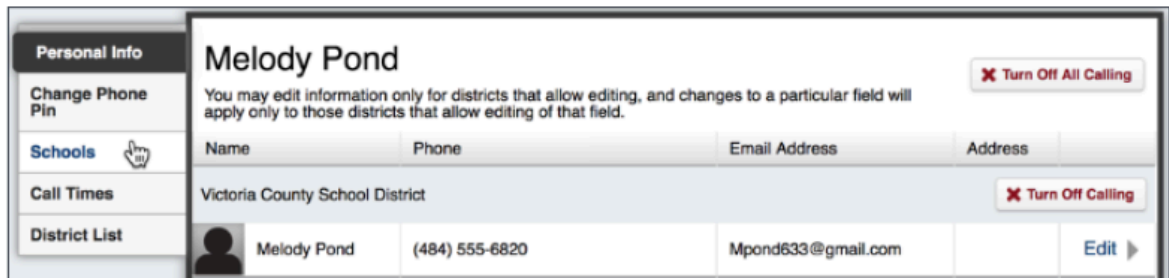 Personal Info
Change Phone
Pin
Schools
Call Times
District List
Melody Pond
Turn Off All Calling
You may edit information only for districts that allow editing, and changes to a particular field will
apply only to those districts that allow editing of that field.
Name Phone Email Address Address
Victoria County School District Turn Off Calling
Melody Pond (484) 555-6820 Mpond633@gmail.com Edit